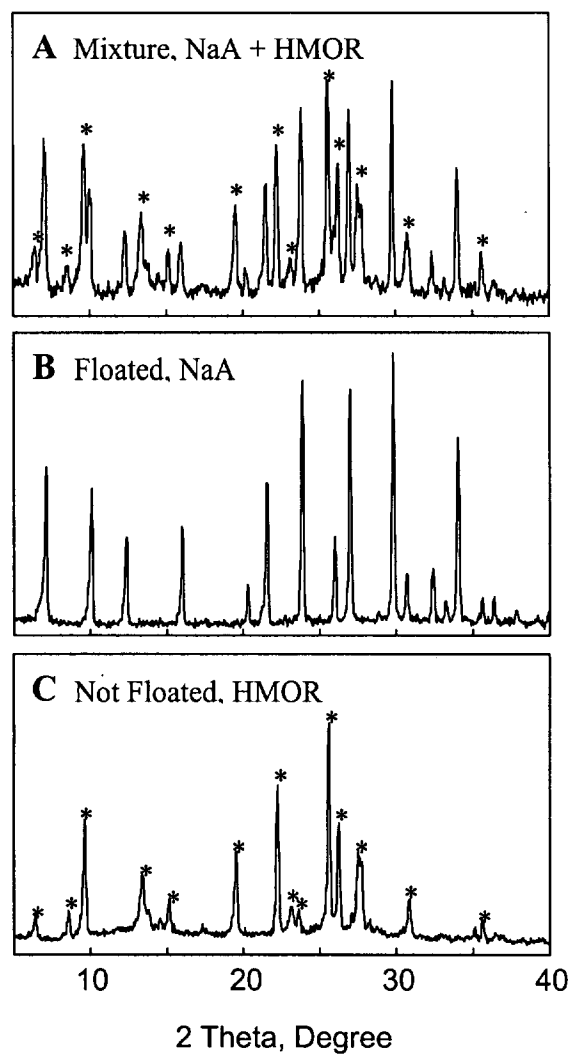 A Mixture, NaA + HMOR
* * * * * * * * * * * * *
B Floated, NaA
C Not Floated, HMOR
* * * * * * * * * * * * * *
10 20 30 40
2 Theta, Degree